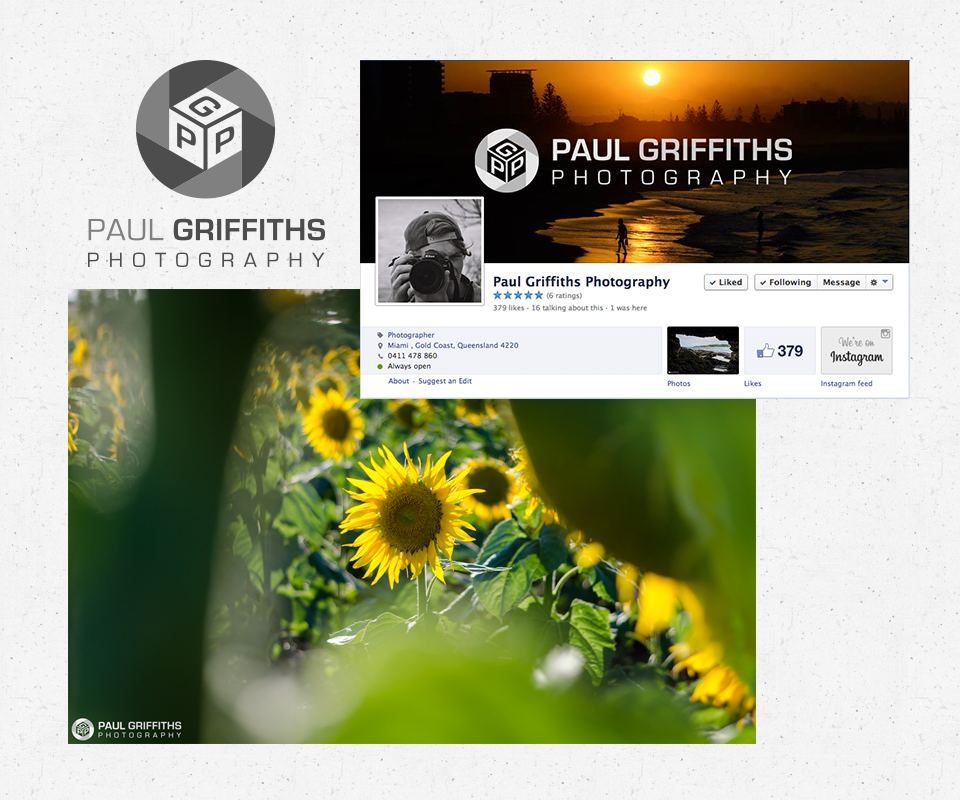 G
P P
PAUL GRIFFITHS
PHOTOGRAPHY
G
P P
PAUL GRIFFITHS
PHOTOGRAPHY
Nikon
Paul Griffiths Photography
(6 ratings)
379 likes · 16 talking about this · 1 was here
Liked
Following Message
Photographer
Miami , Gold Coast, Queensland 4220
0411 478 860
Always open
About - Suggest an Edit
379
We're on
Instagram
Photos
Likes
Instagram feed
PAUL GRIFFITHS
PHOTOGRAPHY